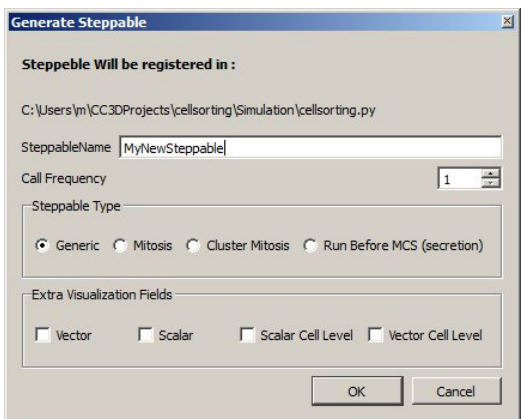 Generate Steppable
Steppeble Will be registered in :
C:\Users\m\CC3DProjects\cellsorting\Simulation\cellsorting.py
SteppableName MyNewSteppable
Call Frequency 1
Steppable Type
Generic Mitosis Cluster Mitosis Run Before MCS (secretion)
Extra Visualization Fields
Vector Scalar Scalar Cell Level Vector Cell Level
OK Cancel